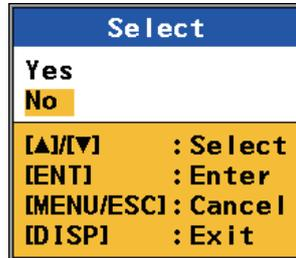 Select
Yes
No
[▲]/[▼] :Select
[ENT] :Enter
[MENU/ESC]:Cancel
[DISP] :Exit